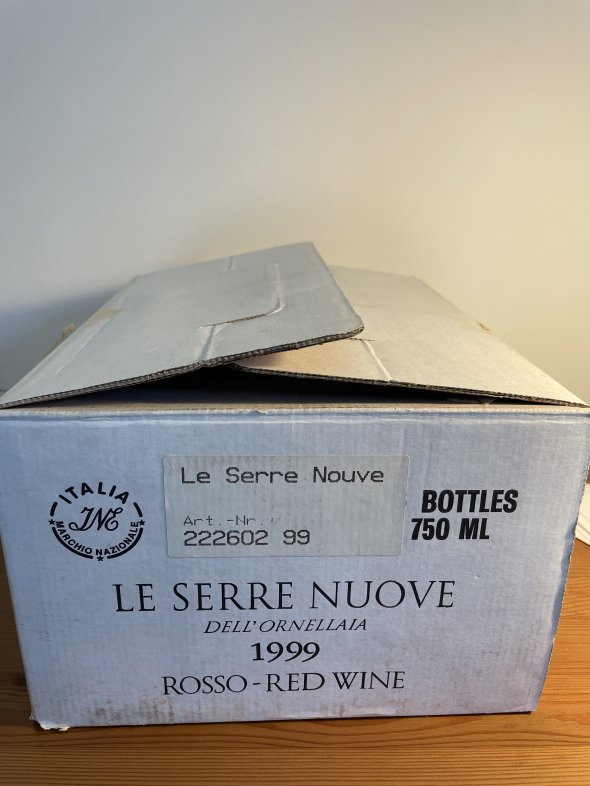 ITALIA
INE
MARCHIO NAZIONALE
Le Serre Nouve
Art.-Nr.
222602 99
BOTTLES
750 ML
LE SERRE NUOVE
DELL'ORNELLAIA
1999
ROSSO-RED WINE